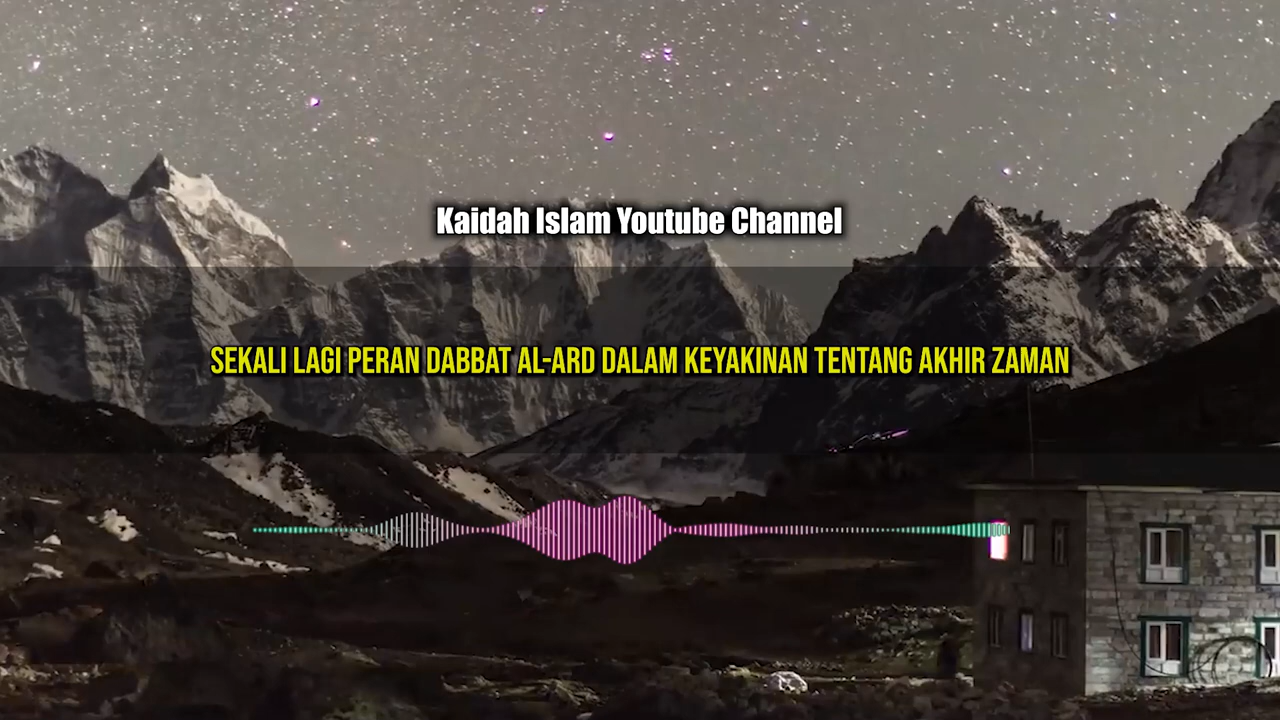 Kaidah Islam Youtube Channel
SEKALI LAGI PERAN DABBAT AL-ARD DALAM KEYAKINAN TENTANG AKHIR ZAMAN